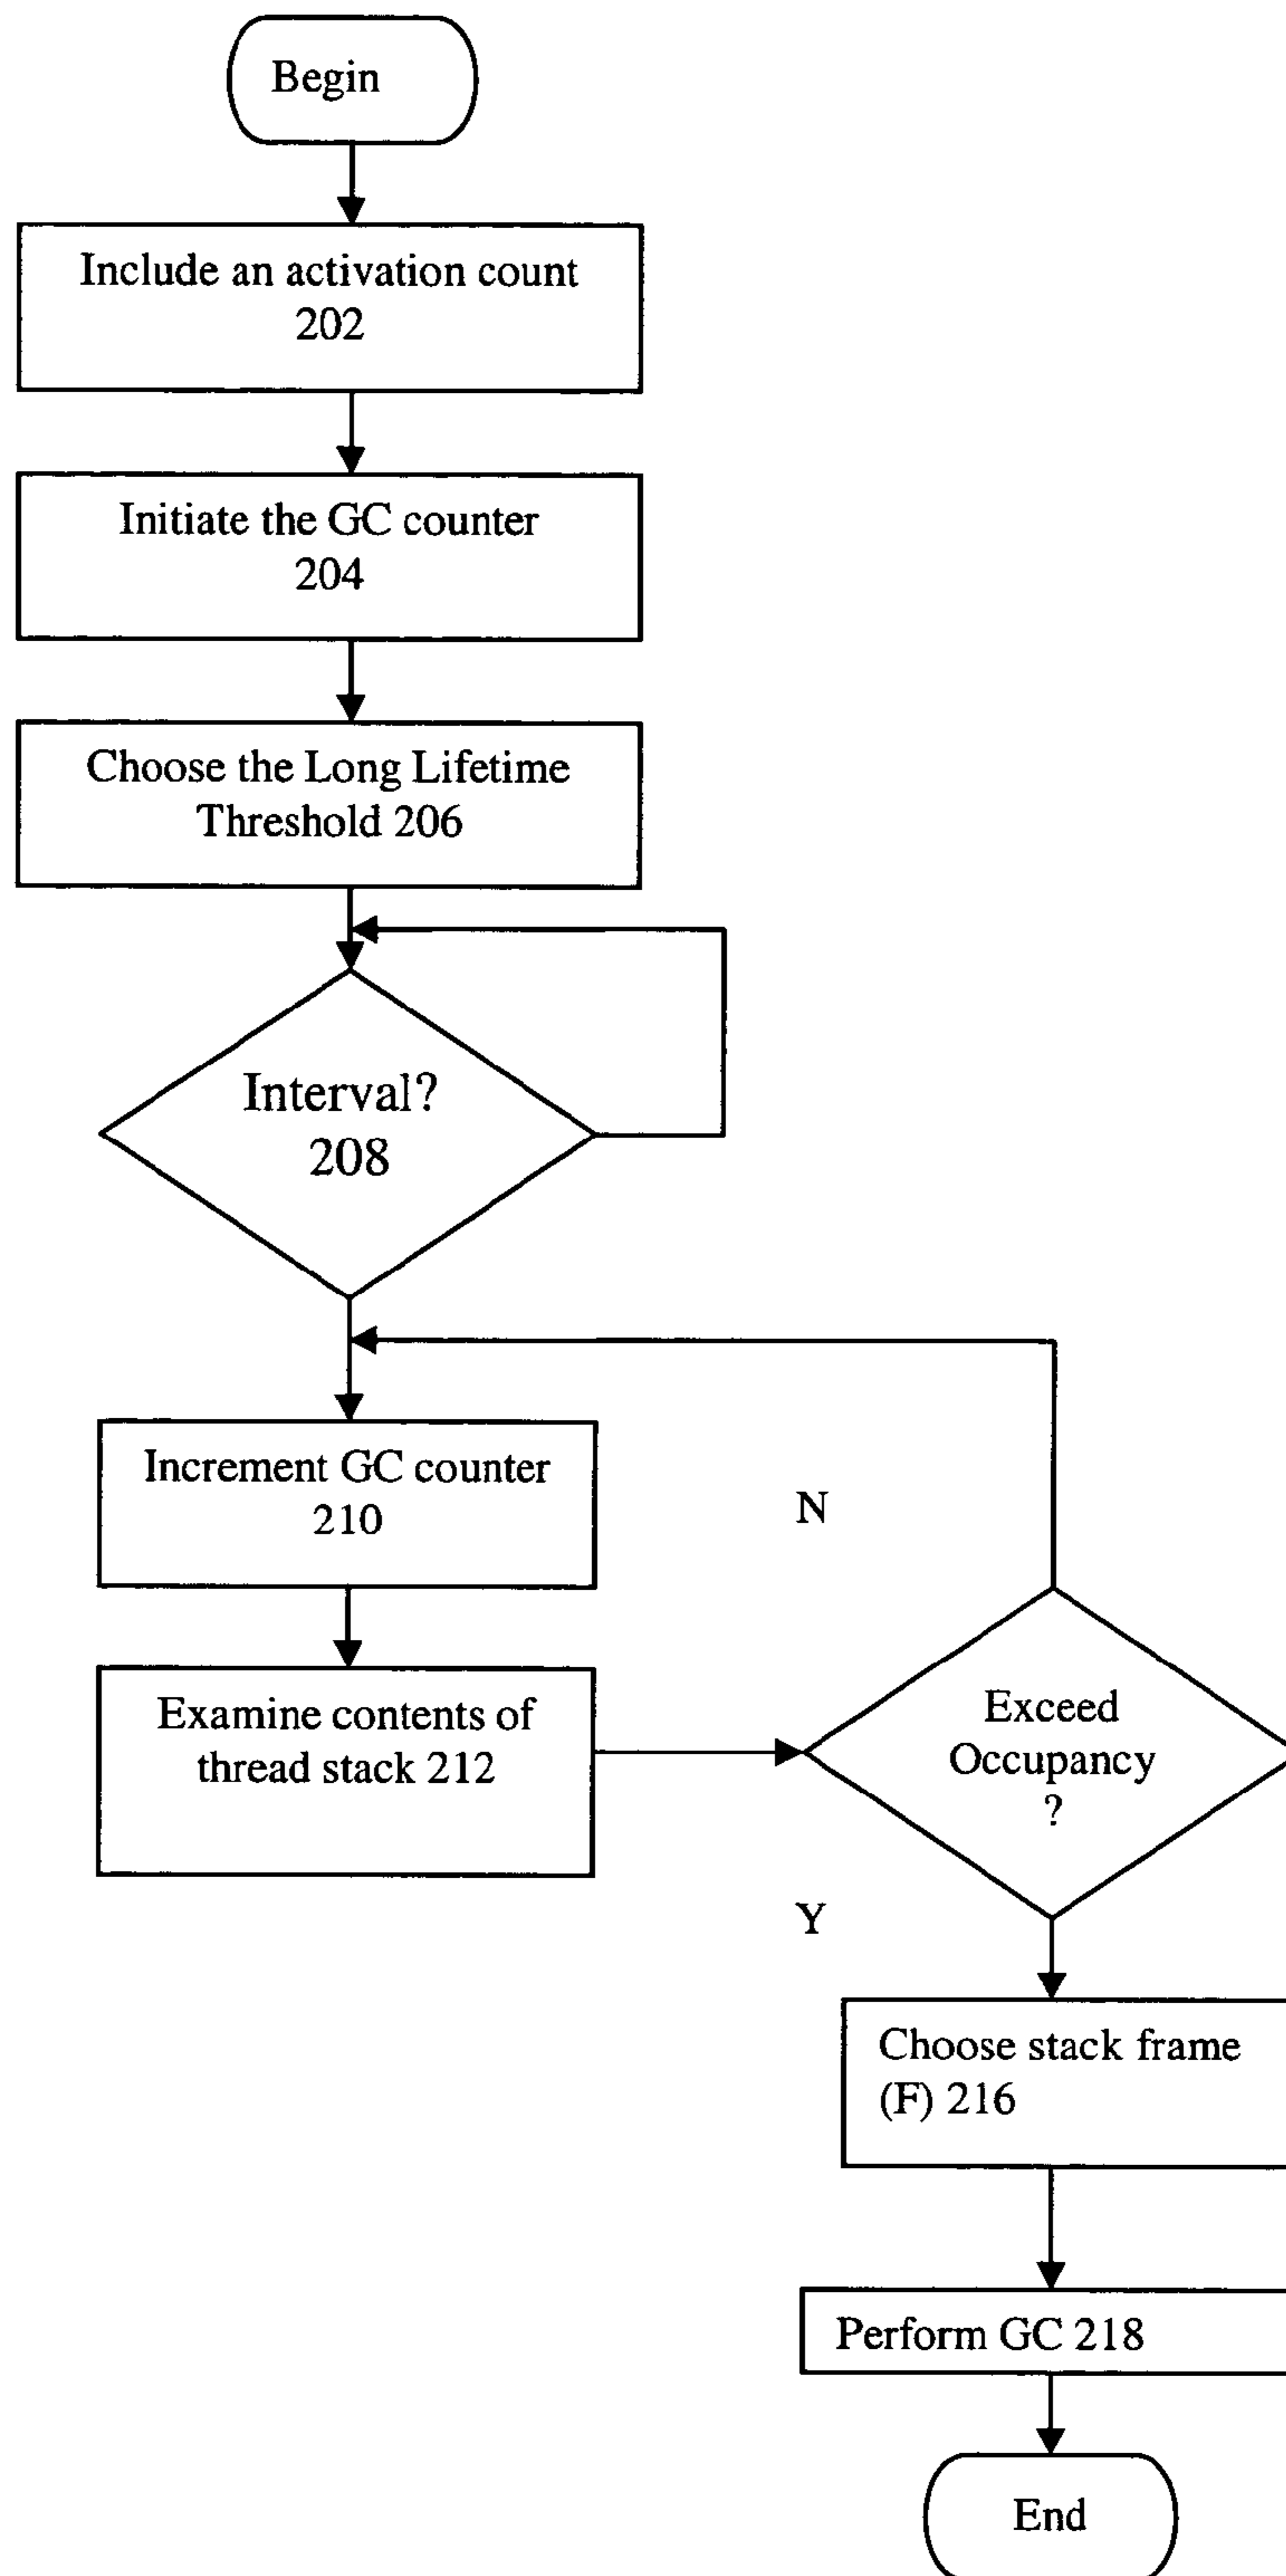 Begin
Include an activation count
202
Initiate the GC counter
204
Choose the Long Lifetime
Threshold 206
Interval?
208
Increment GC counter
210
N
Examine contents of
thread stack 212
Exceed
Occupancy
?
Y
Choose stack frame
(F) 216
Perform GC 218
End